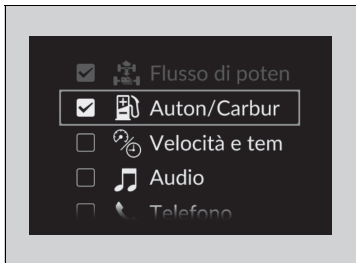 Flusso di poten
Auton/Carbur
Velocità e tem
Audio
Telefono